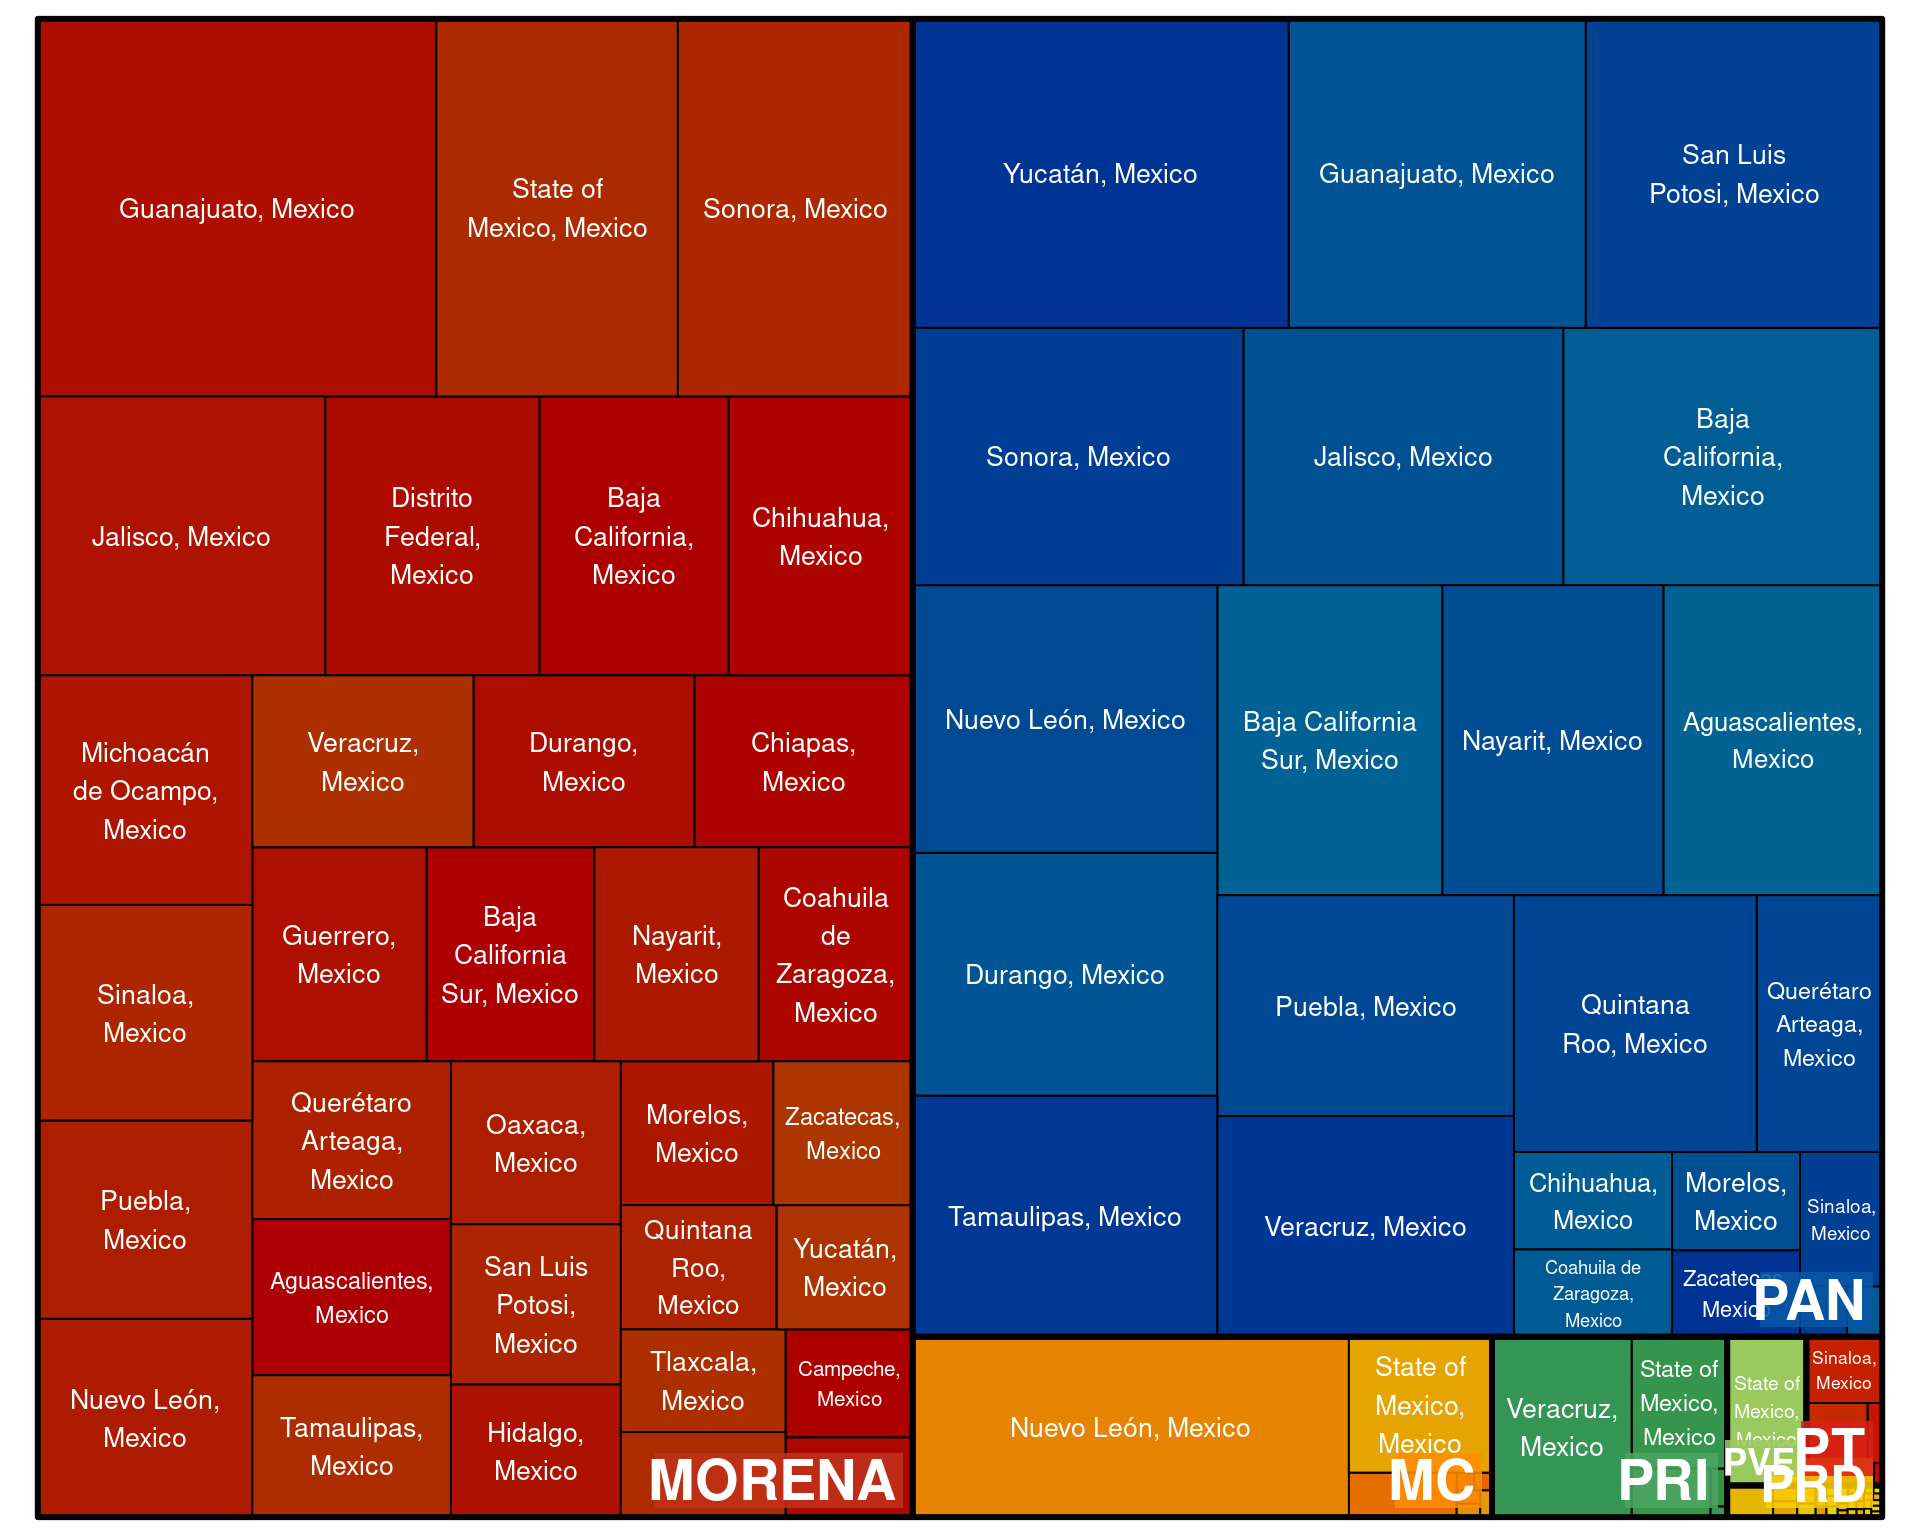 Guanajuato, Mexico
State of
Mexico, Mexico
Sonora, Mexico
Jalisco, Mexico
Distrito
Federal,
Mexico
Baja
California,
Mexico
Chihuahua,
Mexico
Michoacán
de Ocampo,
Mexico
Veracruz,
Mexico
Durango,
Mexico
Chiapas,
Mexico
Sinaloa,
Mexico
Guerrero,
Mexico
Baja
California
Sur, Mexico
Nayarit,
Mexico
Coahuila
de
Zaragoza,
Mexico
Puebla,
Mexico
Querétaro
Arteaga,
Mexico
Oaxaca,
Mexico
Morelos,
Mexico
Zacatecas,
Mexico
Aguascalientes,
Mexico
San Luis
Potosi,
Mexico
Quintana
Roo,
Mexico
Yucatán,
Mexico
Nuevo León,
Mexico
Tamaulipas,
Mexico
Hidalgo,
Mexico
Tlaxcala,
Mexico
Campeche,
Mexico
MORENA
Yucatán, Mexico
Guanajuato, Mexico
San Luis
Potosi, Mexico
Sonora, Mexico
Jalisco, Mexico
Baja
California,
Mexico
Nuevo León, Mexico
Baja California
Sur, Mexico
Nayarit, Mexico
Aguascalientes,
Mexico
Durango, Mexico
Puebla, Mexico
Quintana
Roo, Mexico
Querétaro
Arteaga,
Mexico
Tamaulipas, Mexico
Veracruz, Mexico
Chihuahua,
Mexico
Morelos,
Mexico
Sinaloa,
Mexico
Coahuila de
Zaragoza,
Mexico
Zacatecas,
Mexico
PAN
Nuevo León, Mexico
State of
Mexico,
Mexico
MC
Veracruz,
Mexico
State of
Mexico,
Mexico
PRI
State of
Mexico,
Mexico
Sinaloa,
Mexico
PT
PRD